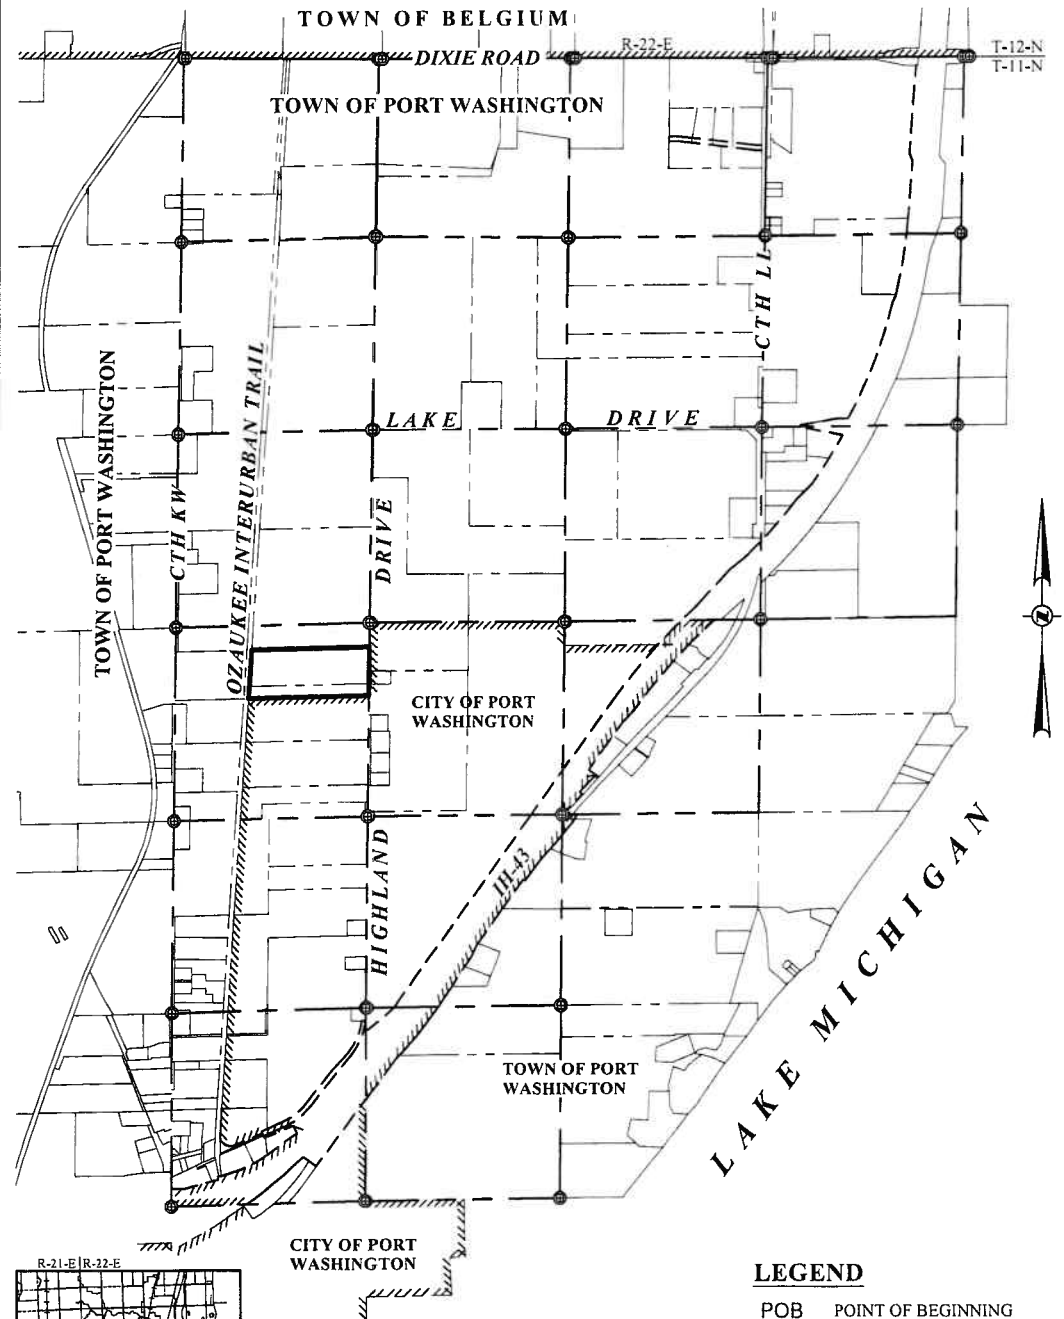 TOWN OF BELGIUM
DIXIE ROAD
R-22-E
T-12-N
T-11-N
TOWN OF PORT WASHINGTON
CTH LL
LAKE DRIVE
TOWN OF PORT WASHINGTON
CTH KW
OZAUKEE INTERURBAN TRAIL
HIGHLAND DRIVE
N
CITY OF PORT
WASHINGTON
IH-43
LAKE MICHIGAN
TOWN OF PORT
WASHINGTON
CITY OF PORT
WASHINGTON
R-21-E R-22-E
LEGEND
POB POINT OF BEGINNING